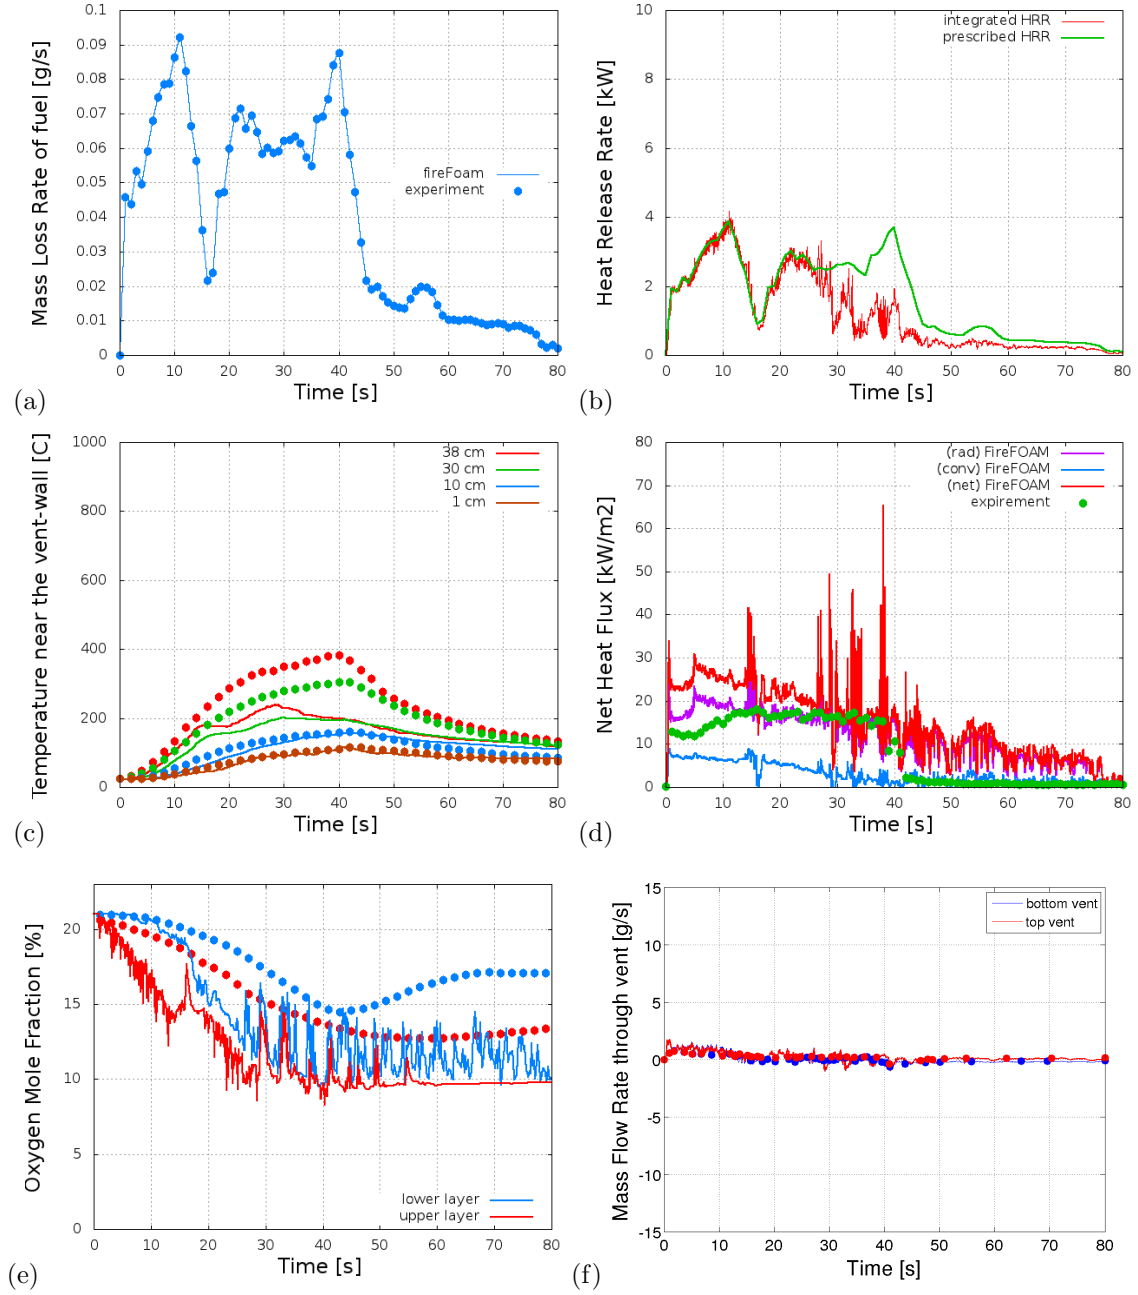 Mass Loss Rate of fuel [g/s]
0.1
0.09
0.08
0.07
0.06
0.05
0.04
0.03
0.02
0.01
0
fireFoam
experiment
0 10 20 30 40 50 60 70 80
Time [s]
(a)
Heat Release Rate [kW]
10
8
6
4
2
0
integrated HRR
prescribed HRR
0 10 20 30 40 50 60 70 80
Time [s]
(b)
Temperature near the vent-wall [C]
1000
800
600
400
200
0
38 cm
30 cm
10 cm
1 cm
0 10 20 30 40 50 60 70 80
Time [s]
(c)
Net Heat Flux [kW/m2]
80
70
60
50
40
30
20
10
0
(rad) FireFOAM
(conv) FireFOAM
(net) FireFOAM
expirement
0 10 20 30 40 50 60 70 80
Time [s]
(d)
Oxygen Mole Fraction [%]
20
15
10
5
0
lower layer
upper layer
0 10 20 30 40 50 60 70 80
Time [s]
(e)
Mass Flow Rate through vent [g/s]
15
10
5
0
-5
-10
-15
bottom vent
top vent
0 10 20 30 40 50 60 70 80
Time [s]
(f)